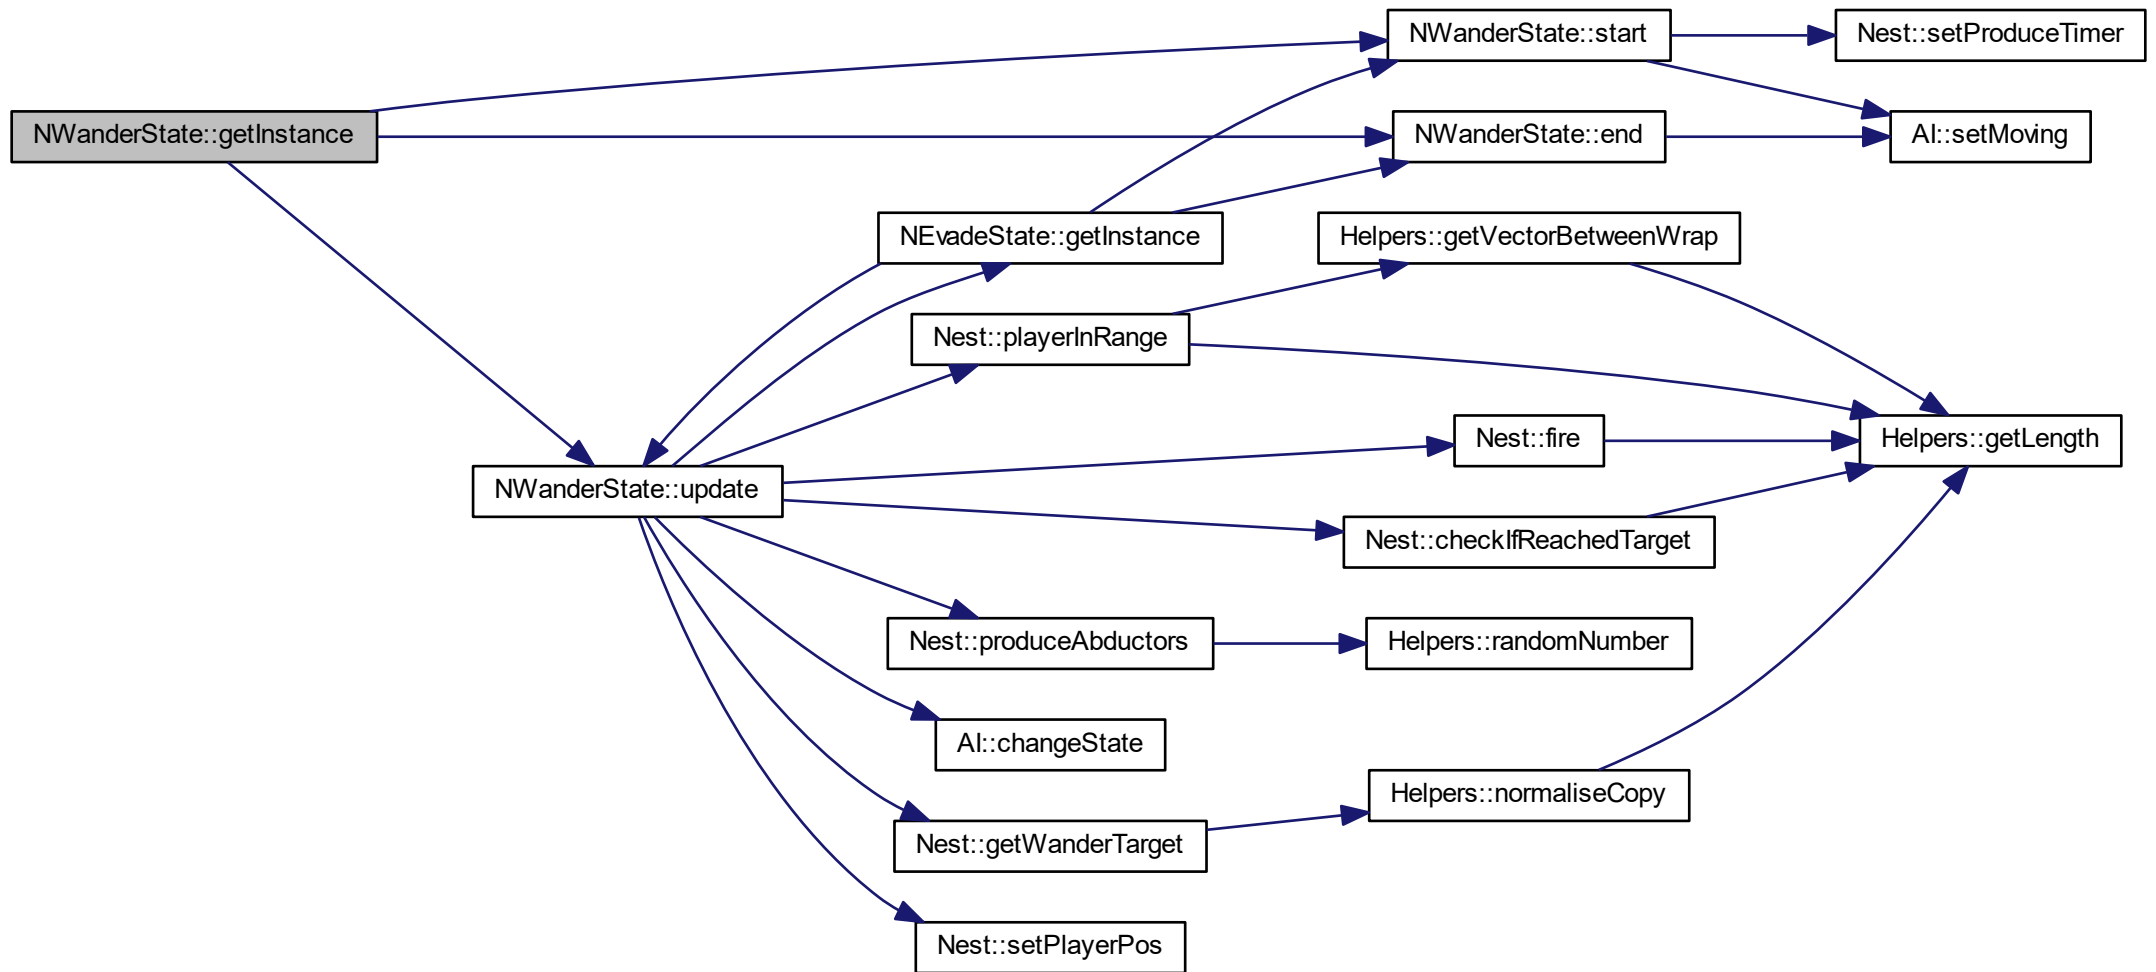 NWanderState::start
Nest::setProduceTimer
NWanderState::getInstance
NWanderState::end
AI::setMoving
NEvadeState::getInstance
Helpers::getVectorBetweenWrap
Nest::playerInRange
Nest::fire
Helpers::getLength
NWanderState::update
Nest::checkIfReachedTarget
Nest::produceAbductors
Helpers::randomNumber
AI::changeState
Helpers::normaliseCopy
Nest::getWanderTarget
Nest::setPlayerPos